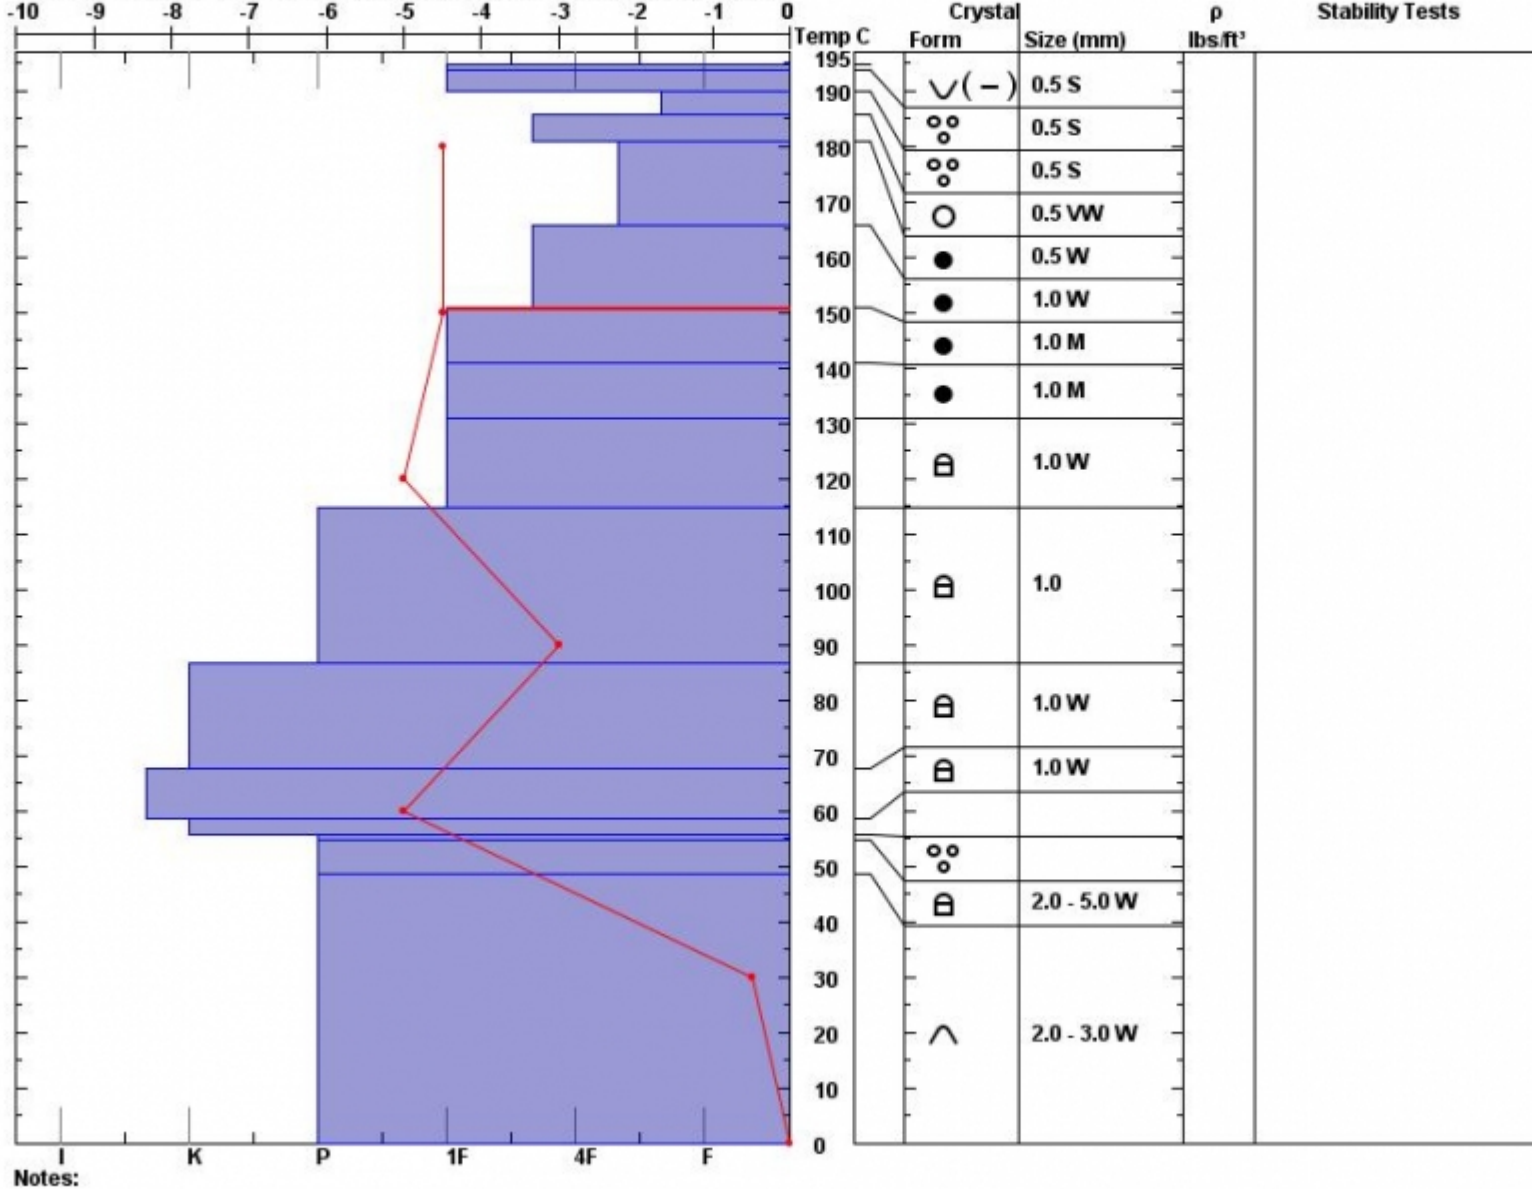 -10 -9 -8 -7 -6 -5 -4 -3 -2 -1 0 Crystal ρ Stability Tests
Temp C Form Size (mm) lbs/ft³
195
190 (-) 0.5 S
0.5 S
180
0.5 S
170 0.5 VW
160 0.5 W
1.0 W
150
1.0 M
140
1.0 M
130
1.0 W
120
110
100 1.0
90
80 1.0 W
70
1.0 W
60
50
2.0 - 5.0 W
40
30
20 2.0 - 3.0 W
10
0
I K P 1F 4F F
Notes: